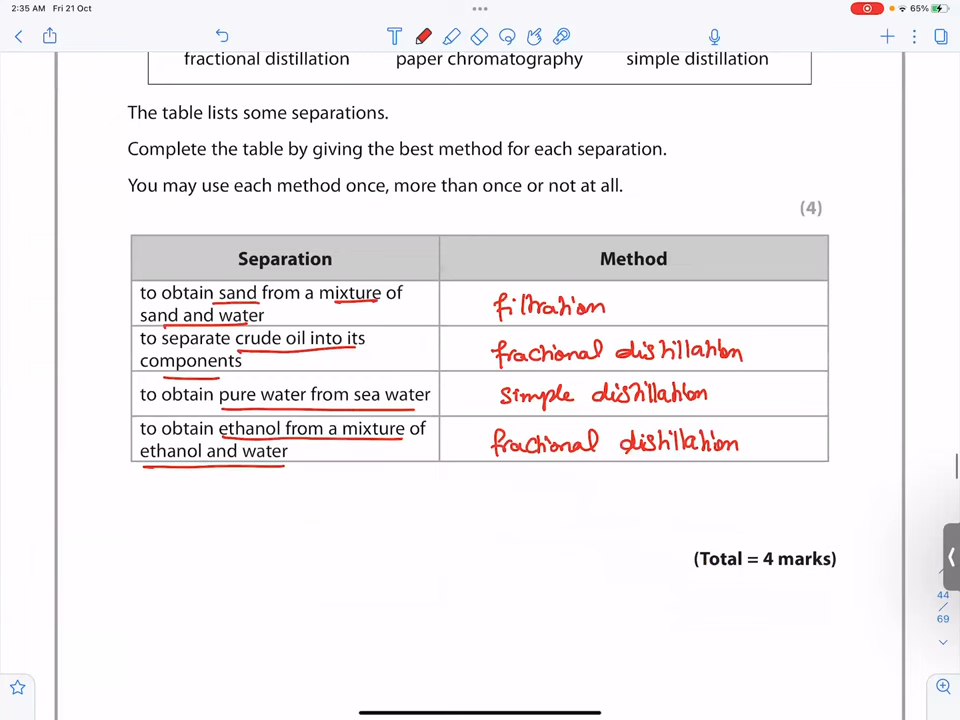 2:35 AM Fri 21 Oct
65%
T
fractional distillation paper chromatography simple distillation
The table lists some separations.
Complete the table by giving the best method for each separation.
You may use each method once, more than once or not at all.
(4)
Separation Method
to obtain sand from a mixture of
sand and water
filtration
to separate crude oil into its
components
fractional distillation
to obtain pure water from sea water
simple distillation
to obtain ethanol from a mixture of
ethanol and water
fractional distillation
(Total = 4 marks)
44
/
69